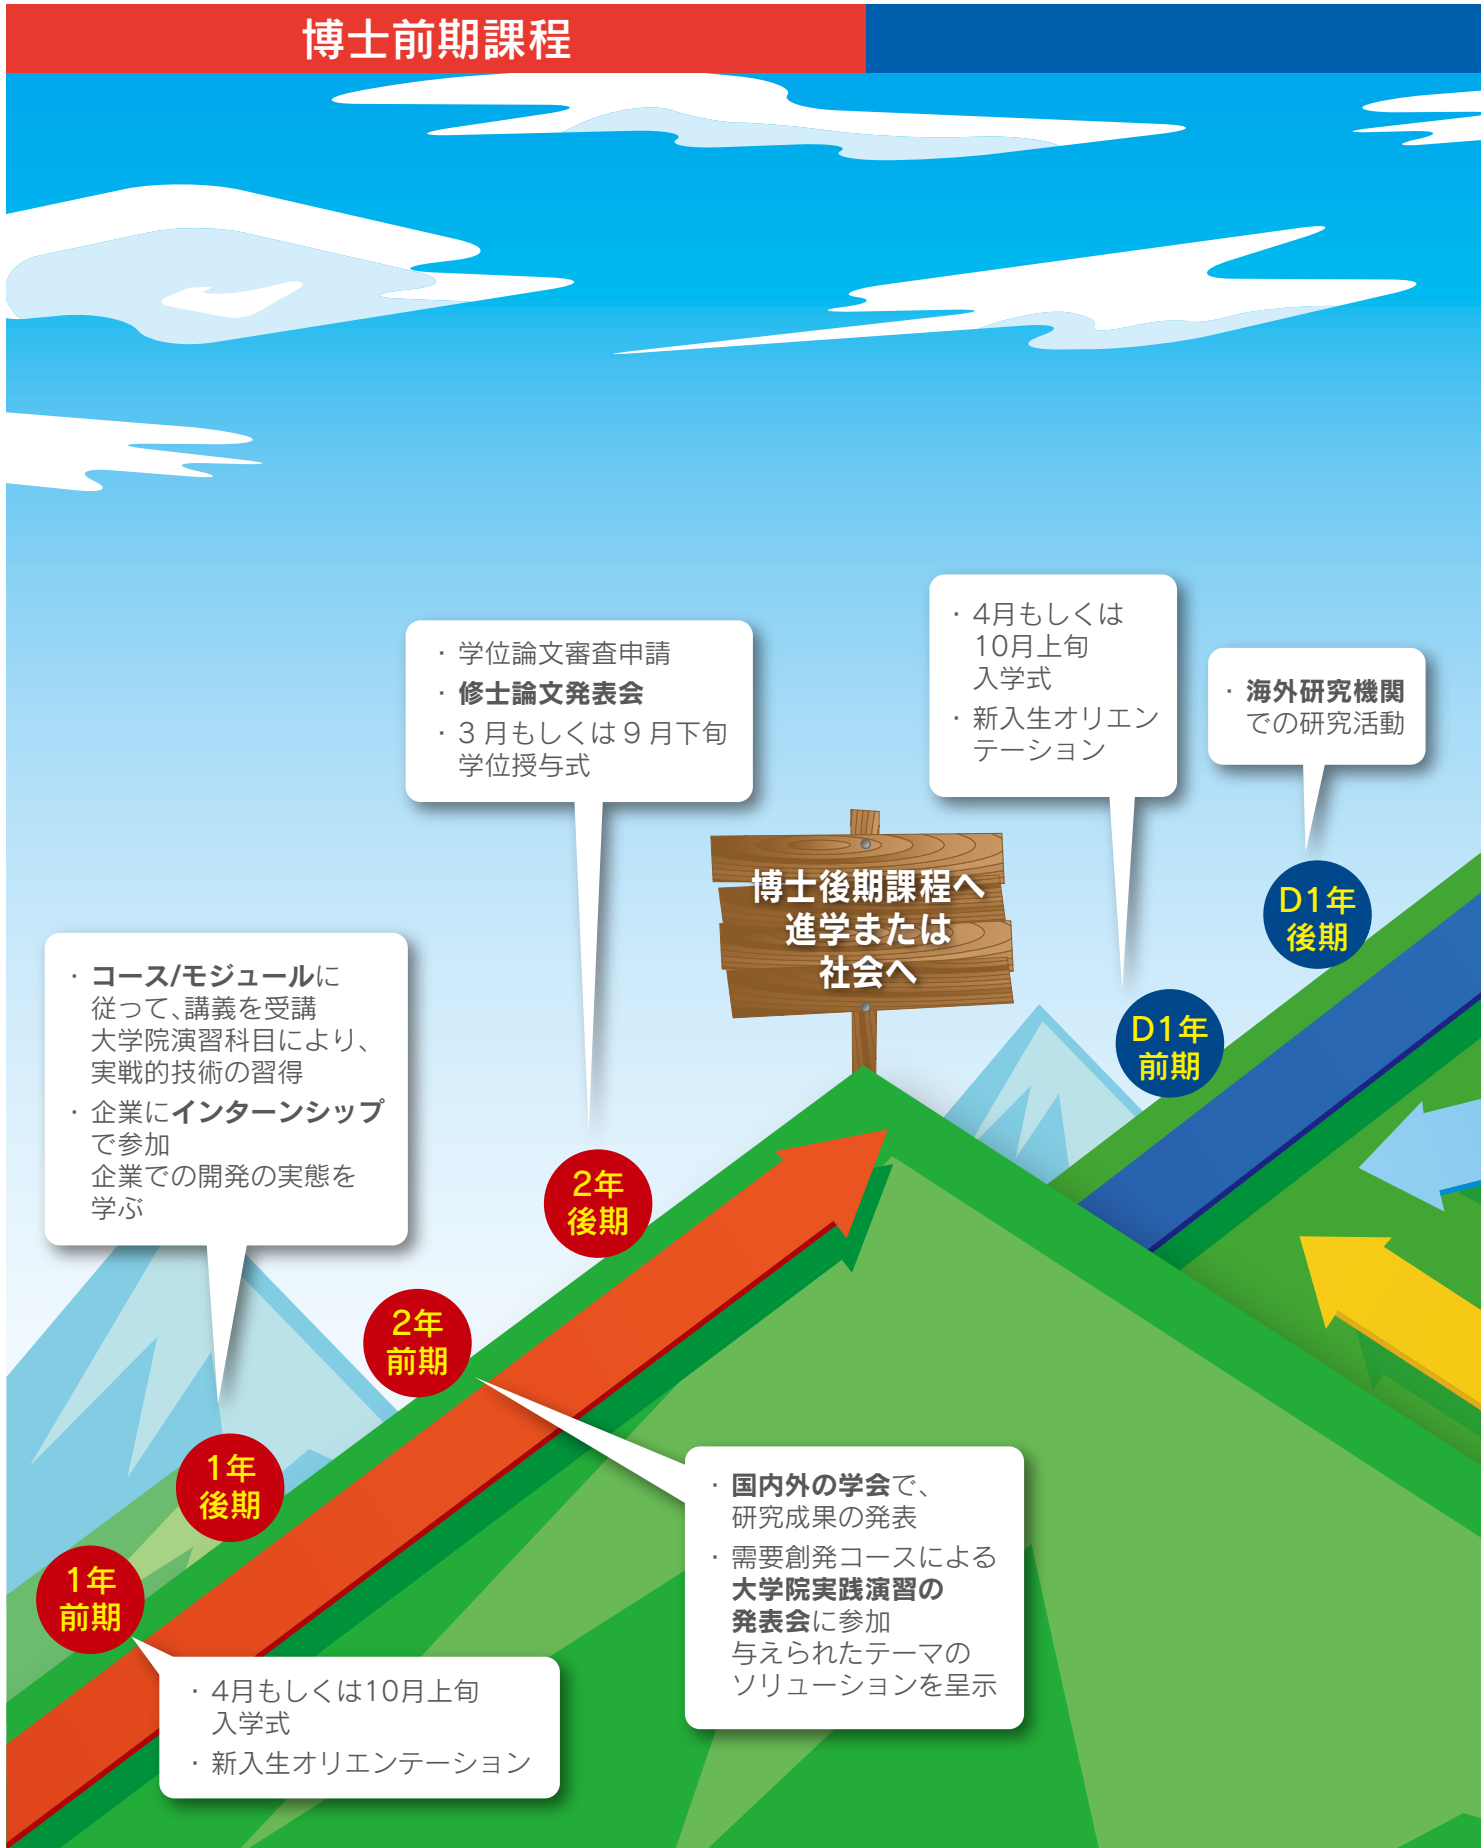 博士前期課程
・4月もしくは
10月上旬
入学式
・新入生オリエン
テーション
・学位論文審査申請
・修士論文発表会
・3月もしくは9月下旬
学位授与式
・海外研究機関
での研究活動
博士後期課程へ
進学または
社会へ
D1年
後期
D1年
前期
・コース/モジュールに
従って、講義を受講
大学院演習科目により、
実戦的技術の習得
・企業にインターンシップ
で参加
企業での開発の実態を
学ぶ
2年
後期
2年
前期
1年
後期
1年
前期
・国内外の学会で、
研究成果の発表
・需要創発コースによる
大学院実践演習の
発表会に参加
与えられたテーマの
ソリューションを呈示
・4月もしくは10月上旬
入学式
・新入生オリエンテーション